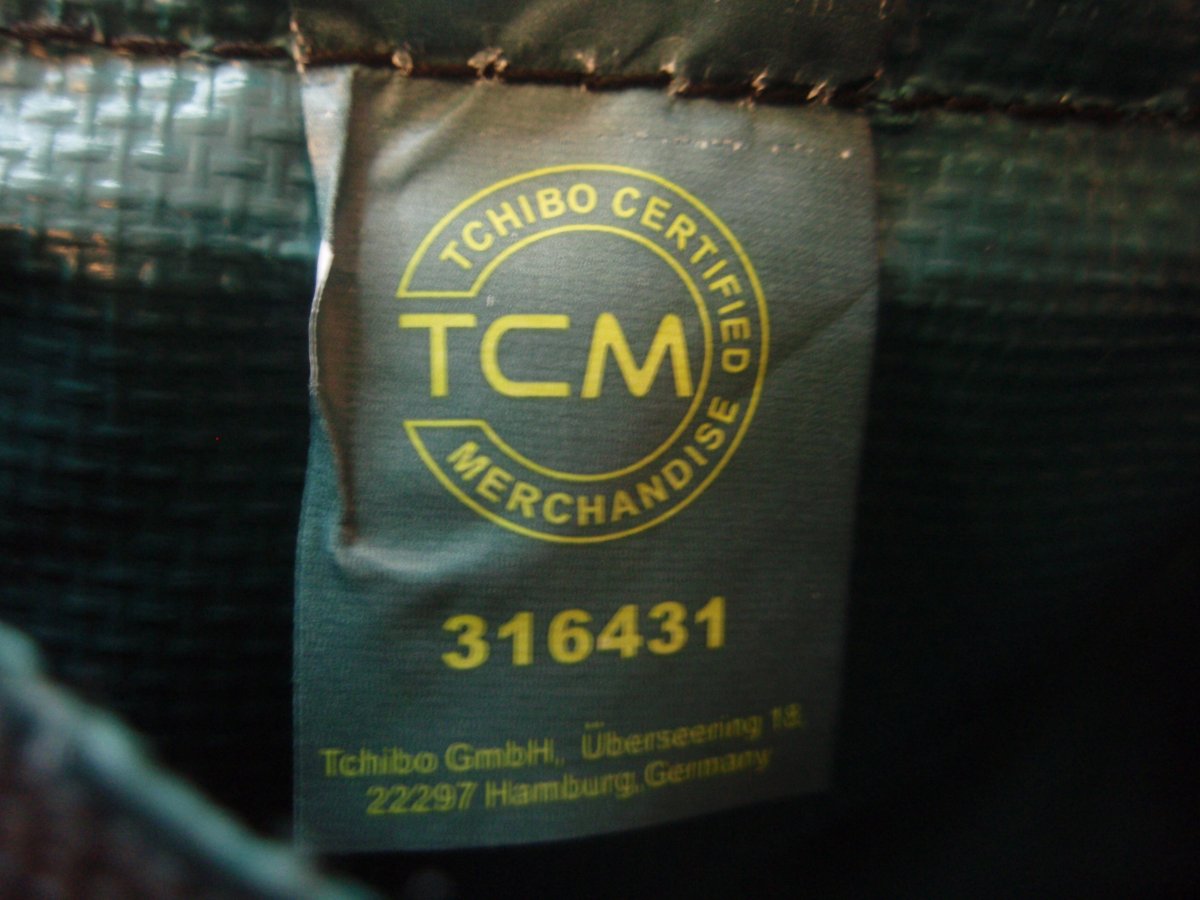 TCHIBO CERTIFIED
TCM
MERCHANDISE
316431
Tchibo GmbH, Überseering 18,
22297 Hamburg, Germany